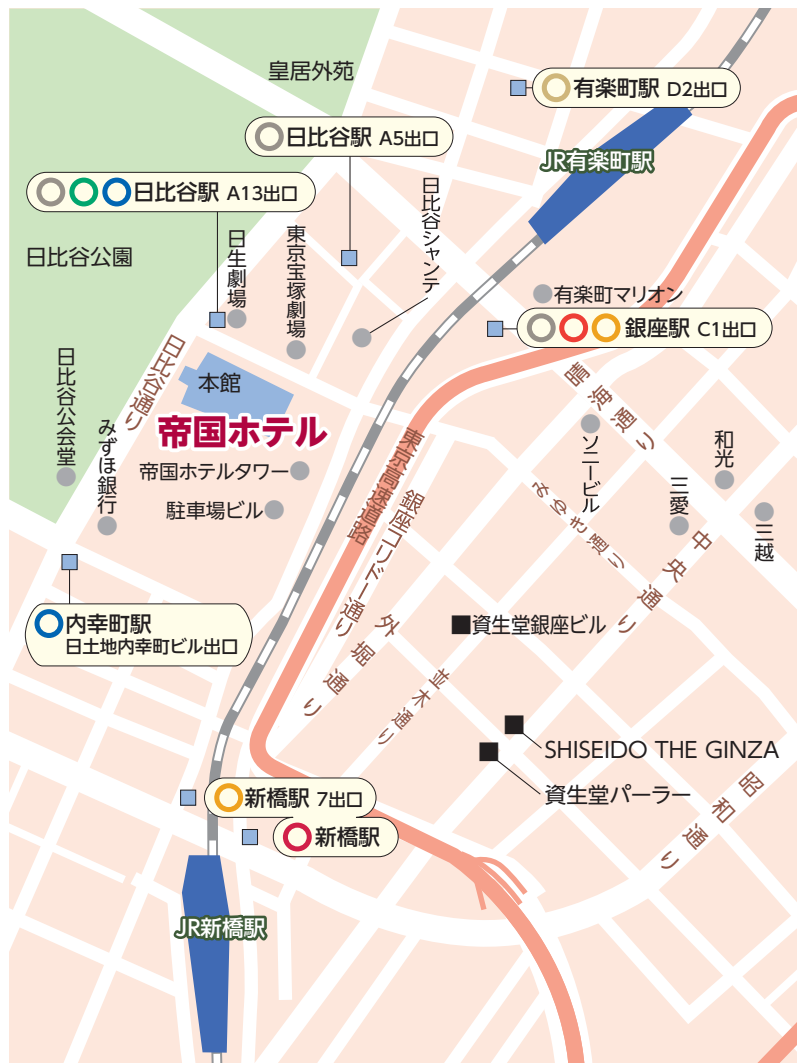 皇居外苑
有楽町駅 D2出口
日比谷駅 A5出口
JR有楽町駅
日比谷駅 A13出口
日比谷シャンテ
日比谷公園
日生劇場
東京宝塚劇場
有楽町マリオン
銀座駅 C1出口
日比谷通り
日比谷公会堂
みずほ銀行
本館
帝国ホテル
帝国ホテルタワー
駐車場ビル
東京高速道路
銀座コリドー通り
晴海通り
ソニービル
みゆき通り
和光
三愛
三越
中央通り
内幸町駅
日土地内幸町ビル出口
外堀通り
並木通り
資生堂銀座ビル
SHISEIDO THE GINZA
資生堂パーラー
昭和通り
新橋駅 7出口
新橋駅
JR新橋駅